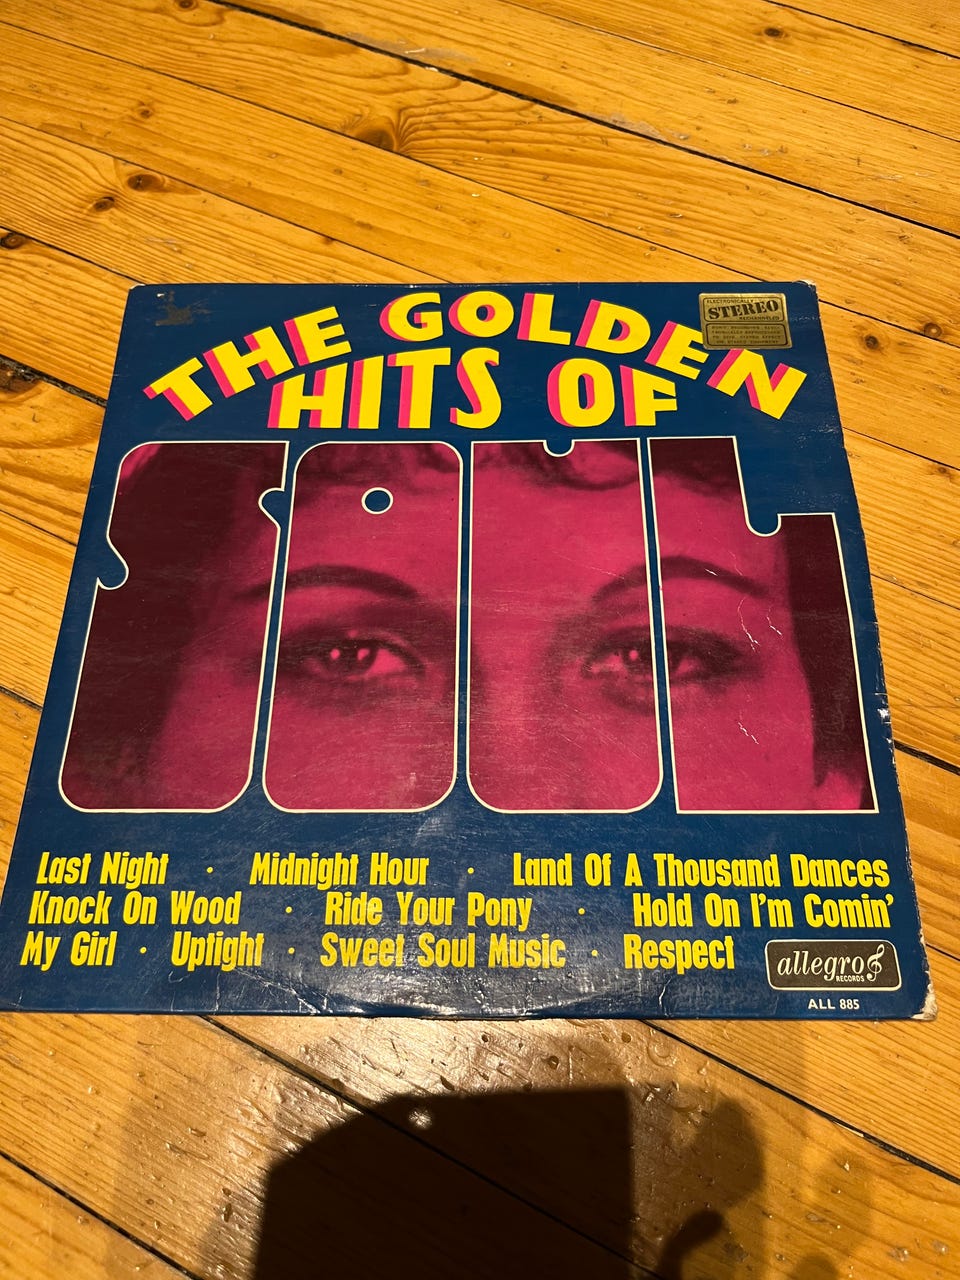 THE GOLDEN
HITS OF
SOUL
ELECTRONICALLY
STEREO
RECHANNELED
Last Night · Midnight Hour · Land Of A Thousand Dances
Knock On Wood · Ride Your Pony · Hold On I'm Comin'
My Girl · Uptight · Sweet Soul Music · Respect
allegro
RECORDS
ALL 885